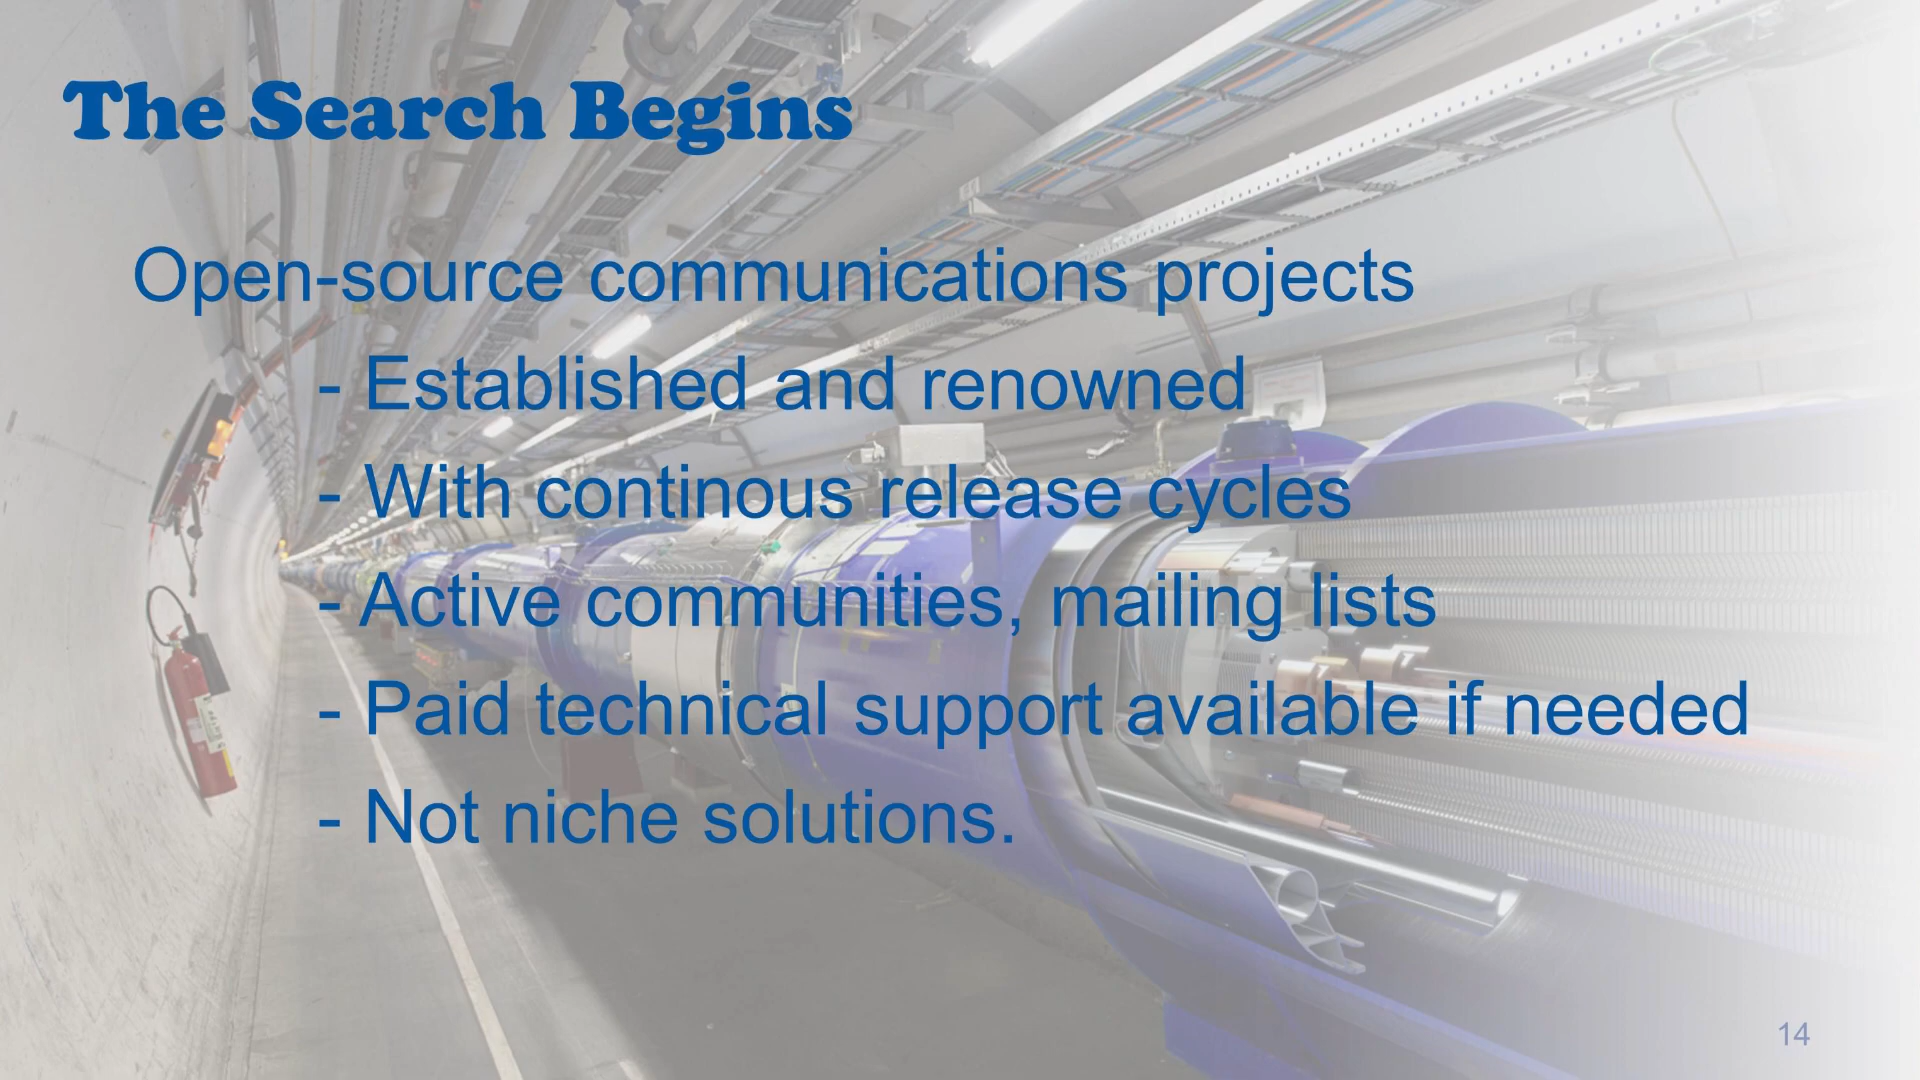 The Search Begins
Open-source communications projects
- Established and renowned
- With continous release cycles
- Active communities, mailing lists
- Paid technical support available if needed
- Not niche solutions.
14